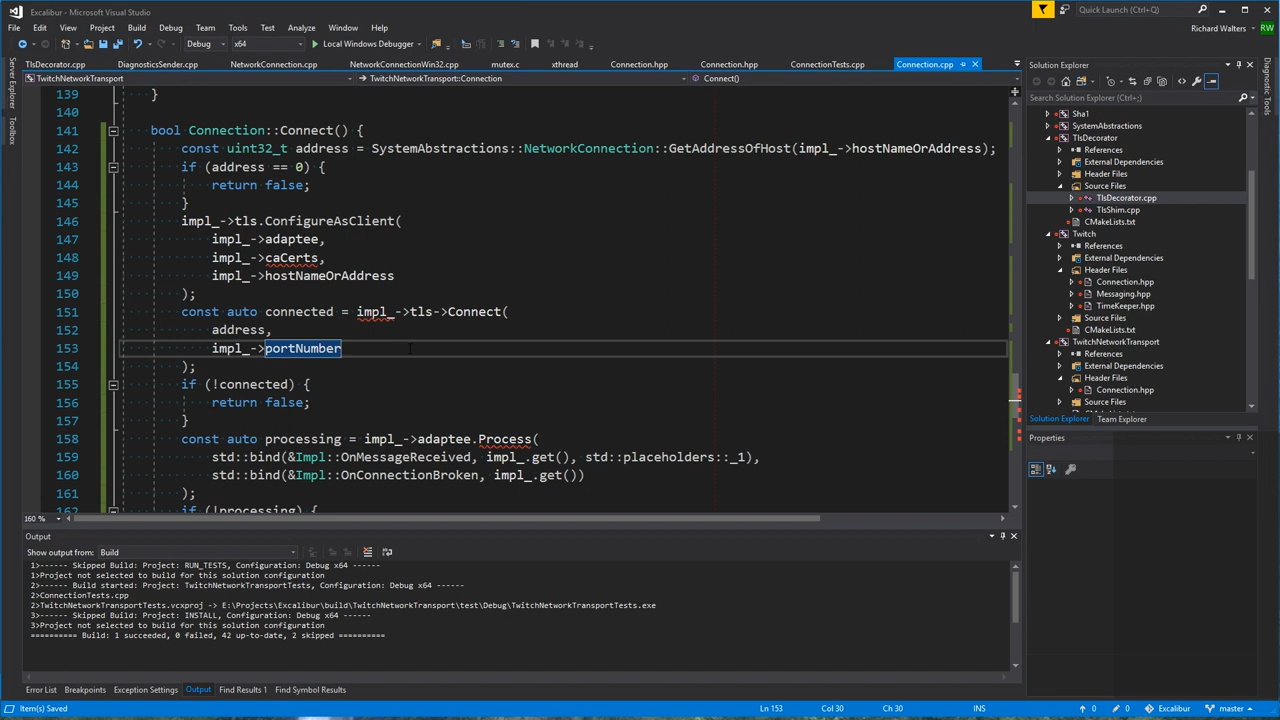 Excalibur - Microsoft Visual Studio
Quick Launch (Ctrl+Q)
File Edit View Project Build Debug Team Tools Test Analyze Window Help
Richard Walters RW
Debug x64 Local Windows Debugger
TlsDecorator.cpp DiagnosticsSender.cpp NetworkConnection.cpp NetworkConnectionWin32.cpp mutex.c xthread Connection.hpp Connection.hpp ConnectionTests.cpp Connection.cpp
TwitchNetworkTransport TwitchNetworkTransport::Connection Connect()
Server Explorer
Toolbox
139 }
140
141 bool Connection::Connect() {
142 const uint32_t address = SystemAbstractions::NetworkConnection::GetAddressOfHost(impl_->hostNameOrAddress);
143 if (address == 0) {
144 return false;
145 }
146 impl_->tls.ConfigureAsClient(
147 impl_->adaptee,
148 impl_->caCerts,
149 impl_->hostNameOrAddress
150 );
151 const auto connected = impl_->tls->Connect(
152 address,
153 impl_->portNumber
154 );
155 if (!connected) {
156 return false;
157 }
158 const auto processing = impl_->adaptee.Process(
159 std::bind(&Impl::OnMessageReceived, impl_.get(), std::placeholders::_1),
160 std::bind(&Impl::OnConnectionBroken, impl_.get())
161 );
162 if (!processing) {
160 %
Output
Show output from: Build
1>------ Skipped Build: Project: RUN_TESTS, Configuration: Debug x64 ------
1>Project not selected to build for this solution configuration
2>------ Build started: Project: TwitchNetworkTransportTests, Configuration: Debug x64 ------
2>ConnectionTests.cpp
2>TwitchNetworkTransportTests.vcxproj -> E:\Projects\Excalibur\build\TwitchNetworkTransport\test\Debug\TwitchNetworkTransportTests.exe
3>------ Skipped Build: Project: INSTALL, Configuration: Debug x64 ------
3>Project not selected to build for this solution configuration
========== Build: 1 succeeded, 0 failed, 42 up-to-date, 2 skipped ==========
Error List Breakpoints Exception Settings Output Find Results 1 Find Symbol Results
Solution Explorer
Search Solution Explorer (Ctrl+;)
Sha1
SystemAbstractions
TlsDecorator
References
External Dependencies
Header Files
Source Files
TlsDecorator.cpp
TlsShim.cpp
CMakeLists.txt
Twitch
References
External Dependencies
Header Files
Connection.hpp
Messaging.hpp
TimeKeeper.hpp
Source Files
CMakeLists.txt
TwitchNetworkTransport
References
External Dependencies
Header Files
Connection.hpp
Source Files
Solution Explorer Team Explorer
Properties
Diagnostic Tools
Item(s) Saved Ln 153 Col 30 Ch 30 INS 0 0 Excalibur master